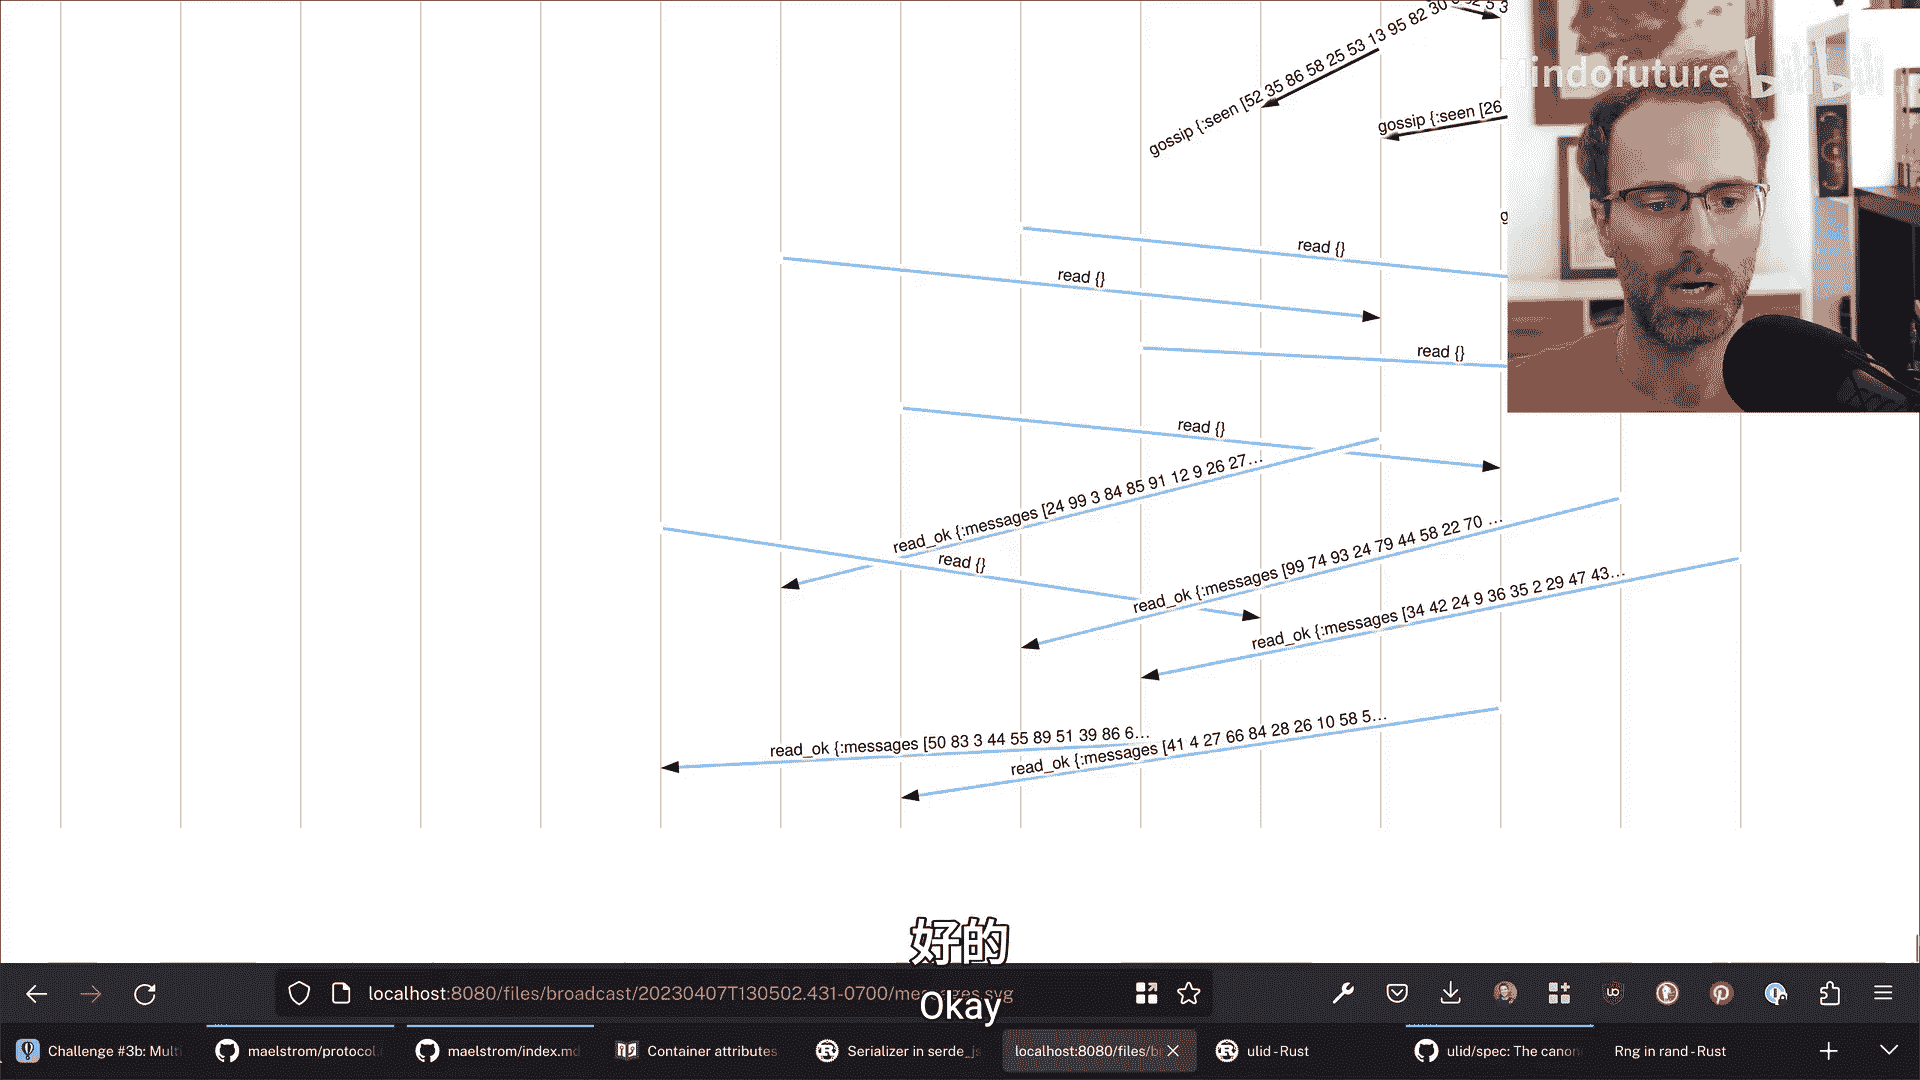 gossip {:seen [52 35 86 58 25 53 13 95 82 30
gossip {:seen [26
indofuture
read {}
read {}
read {}
read {}
read_ok {:messages [24 99 3 84 85 91 12 9 26 27…
read {}
read_ok {:messages [99 74 93 24 79 44 58 22 70 …
read_ok {:messages [34 42 24 9 36 35 2 29 47 43…
read_ok {:messages [50 83 3 44 55 89 51 39 86 6…
read_ok {:messages [41 4 27 66 84 28 26 10 58 5…
好的
Okay
localhost:8080/files/broadcast/20230407T130502.431-0700/messages.svg
Challenge #3b: Mult
maelstrom/protocol.
maelstrom/index.md
Container attributes
Serializer in serde_js
localhost:8080/files/b
ulid - Rust
ulid/spec: The canon
Rng in rand - Rust